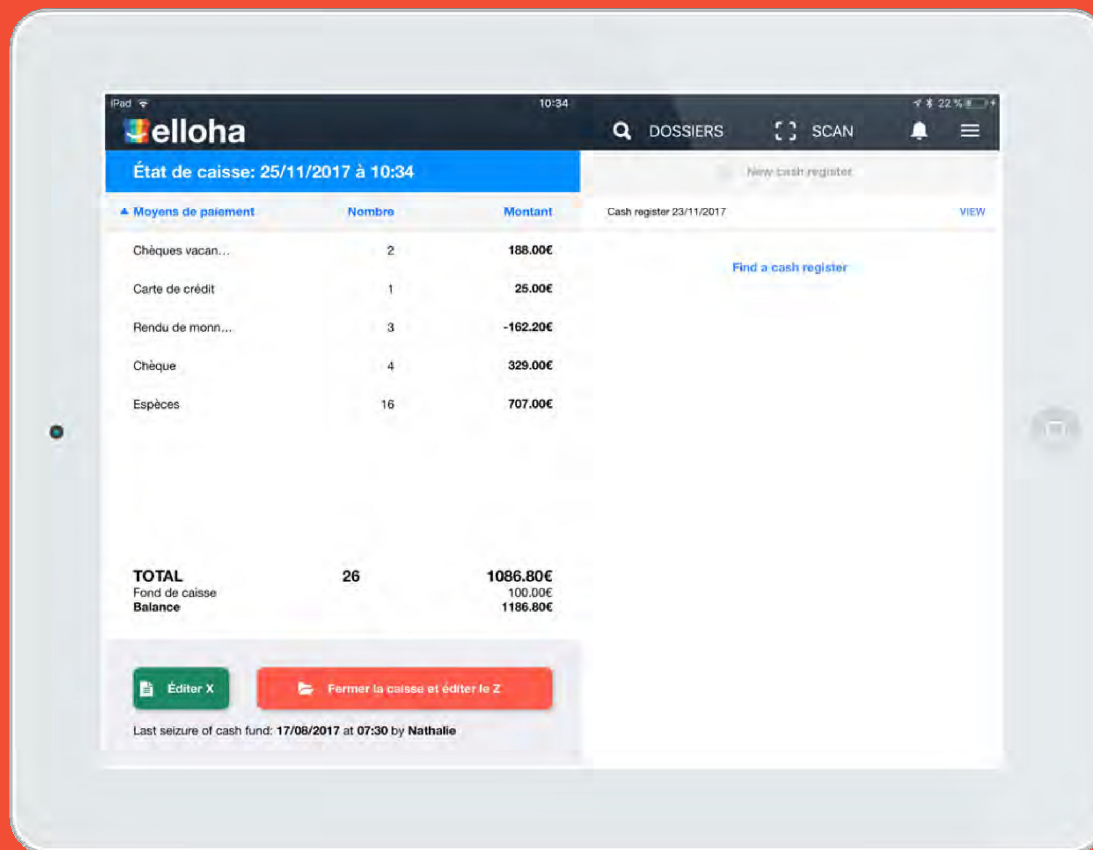 iPad 10:34 22 %
elloha DOSSIERS SCAN
État de caisse: 25/11/2017 à 10:34
New cash register
Moyens de paiement Nombre Montant
Cash register 23/11/2017 VIEW
Chèques vacan... 2 188.00€
Find a cash register
Carte de crédit 1 25.00€
Rendu de monn... 3 -162.20€
Chèque 4 329.00€
Espèces 16 707.00€
TOTAL 26 1086.80€
Fond de caisse 100.00€
Balance 1186.80€
Éditer X Fermer la caisse et éditer le Z
Last seizure of cash fund: 17/08/2017 at 07:30 by Nathalie